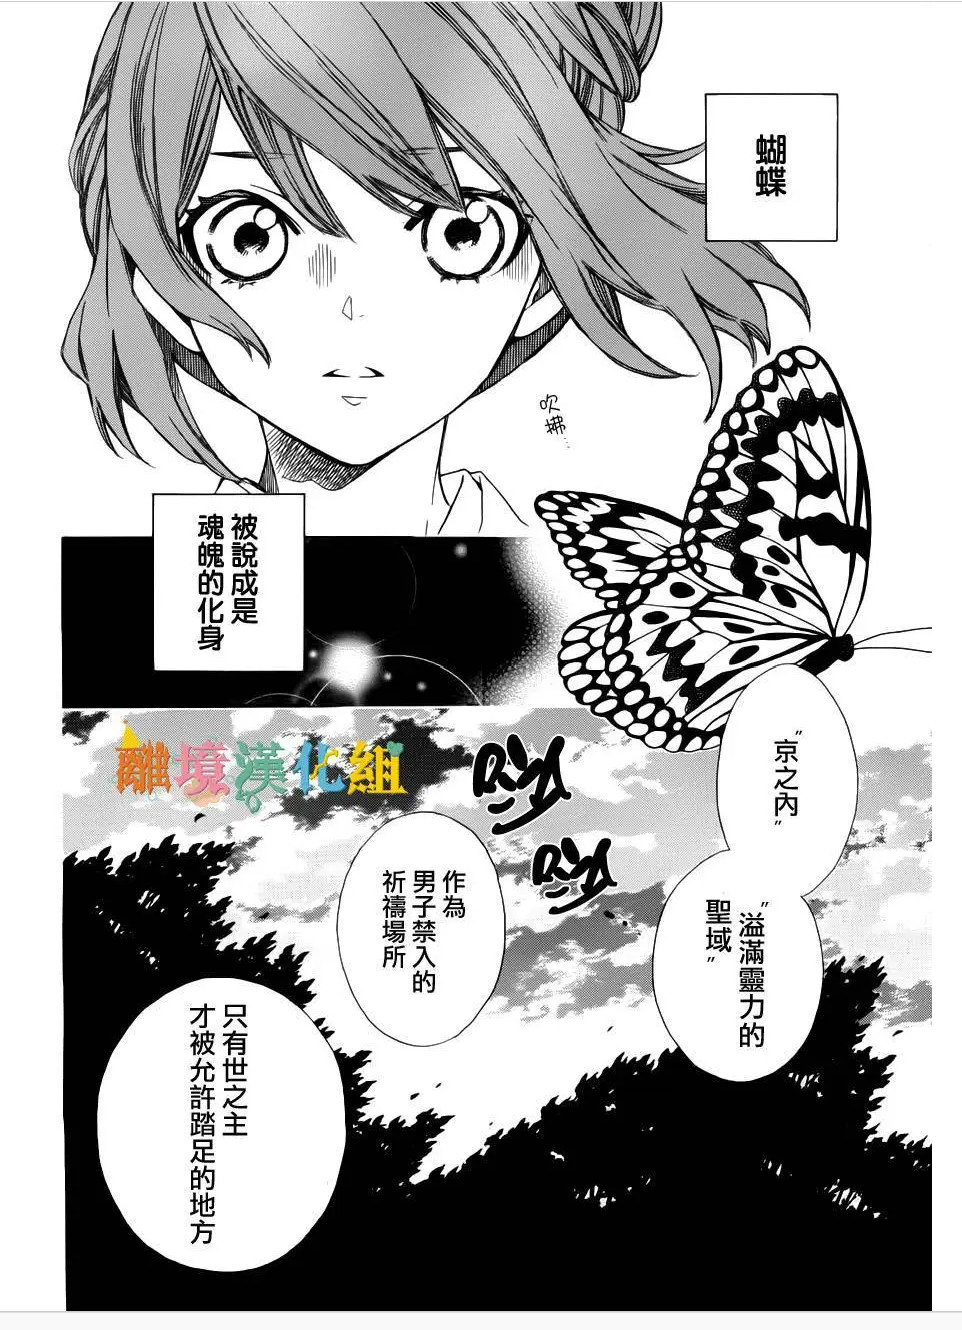 蝴蝶
吹拂…
被說成是
魂魄的化身
離境漢化組
"京之內"
"溢滿靈力的
聖域"
作為
男子禁入的
祈禱場所
只有世之主
才被允許踏足的地方